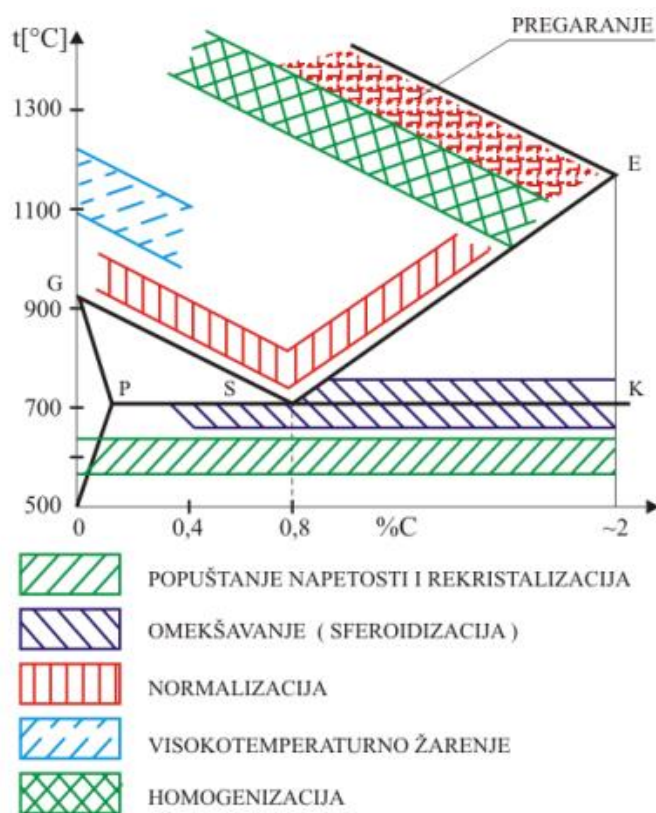 t[°C]
PREGARANJE
1300
E
1100
G
900
P
S
K
700
500
0
0,4
0,8
%C
~2
POPUŠTANJE NAPETOSTI I REKRISTALIZACIJA
OMEKŠAVANJE ( SFEROIDIZACIJA )
NORMALIZACIJA
VISOKOTEMPERATURNO ŽARENJE
HOMOGENIZACIJA